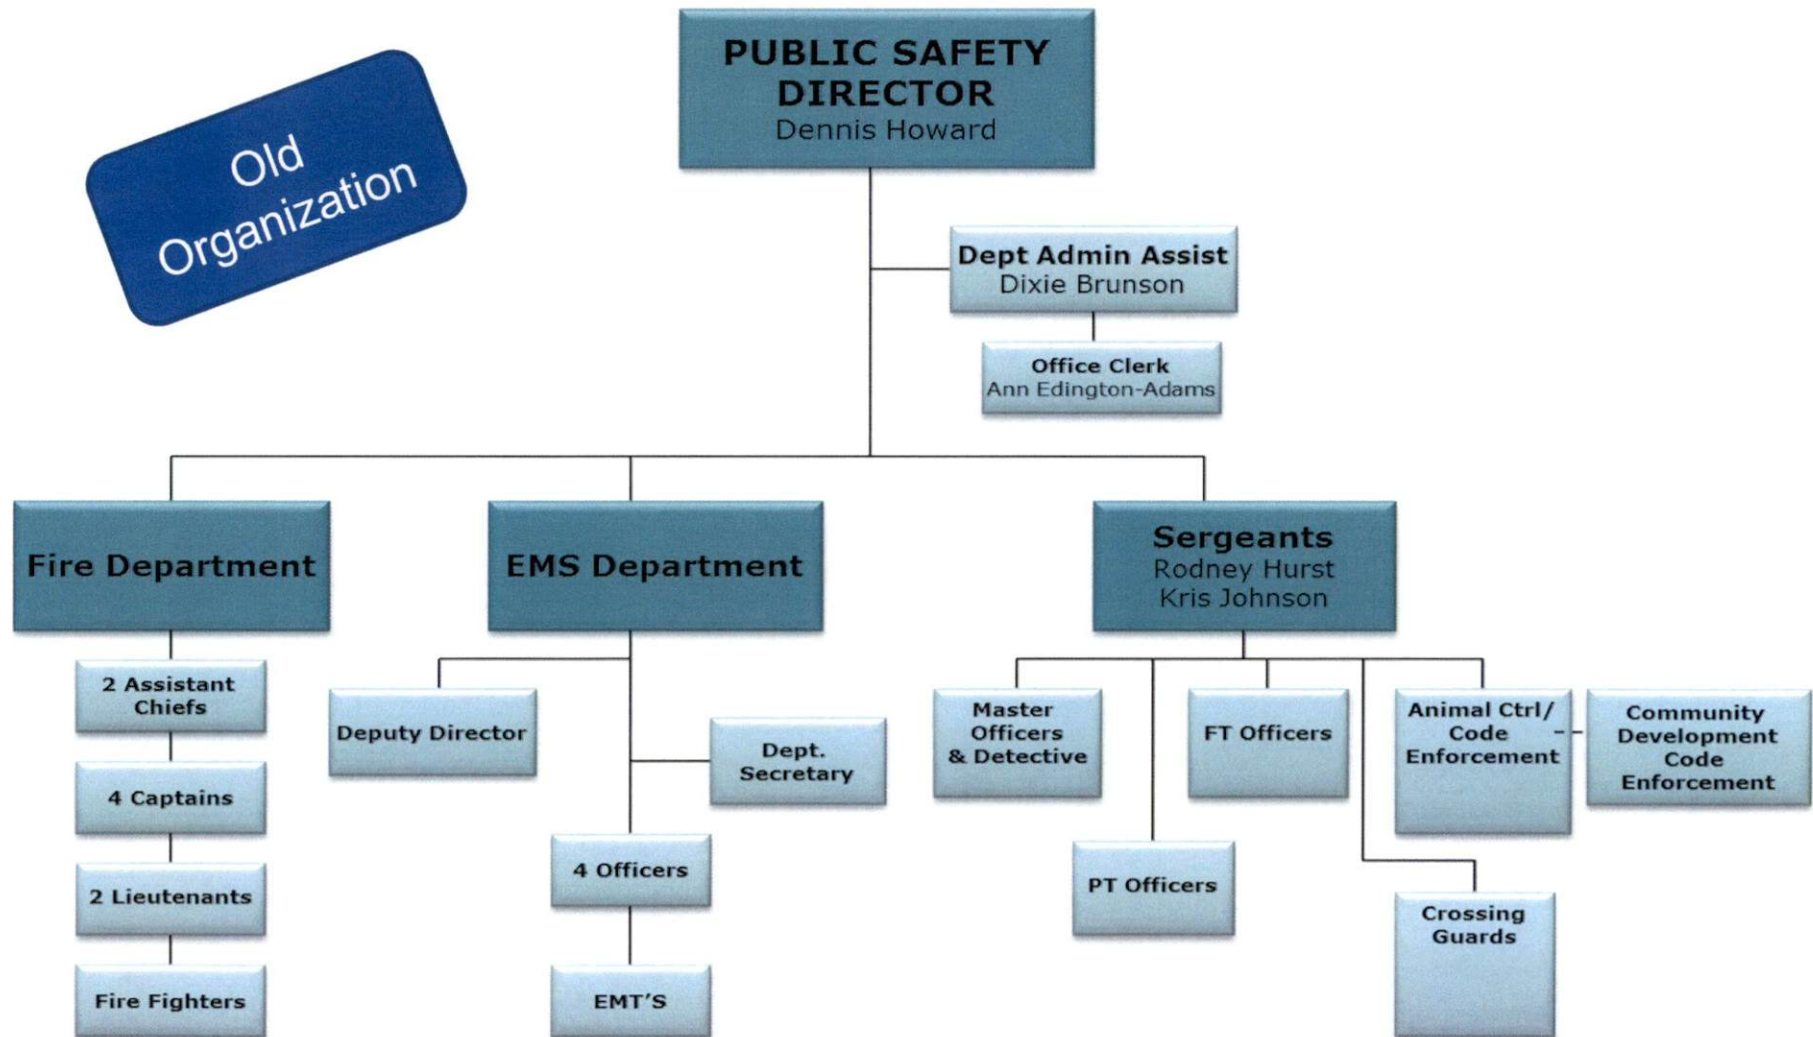 Old
Organization
PUBLIC SAFETY
DIRECTOR
Dennis Howard
Dept Admin Assist
Dixie Brunson
Office Clerk
Ann Edington-Adams
Fire Department
2 Assistant
Chiefs
4 Captains
2 Lieutenants
Fire Fighters
EMS Department
Deputy Director
Dept.
Secretary
4 Officers
EMT'S
Sergeants
Rodney Hurst
Kris Johnson
Master
Officers
& Detective
PT Officers
FT Officers
Crossing
Guards
Animal Ctrl/
Code
Enforcement
Community
Development
Code
Enforcement